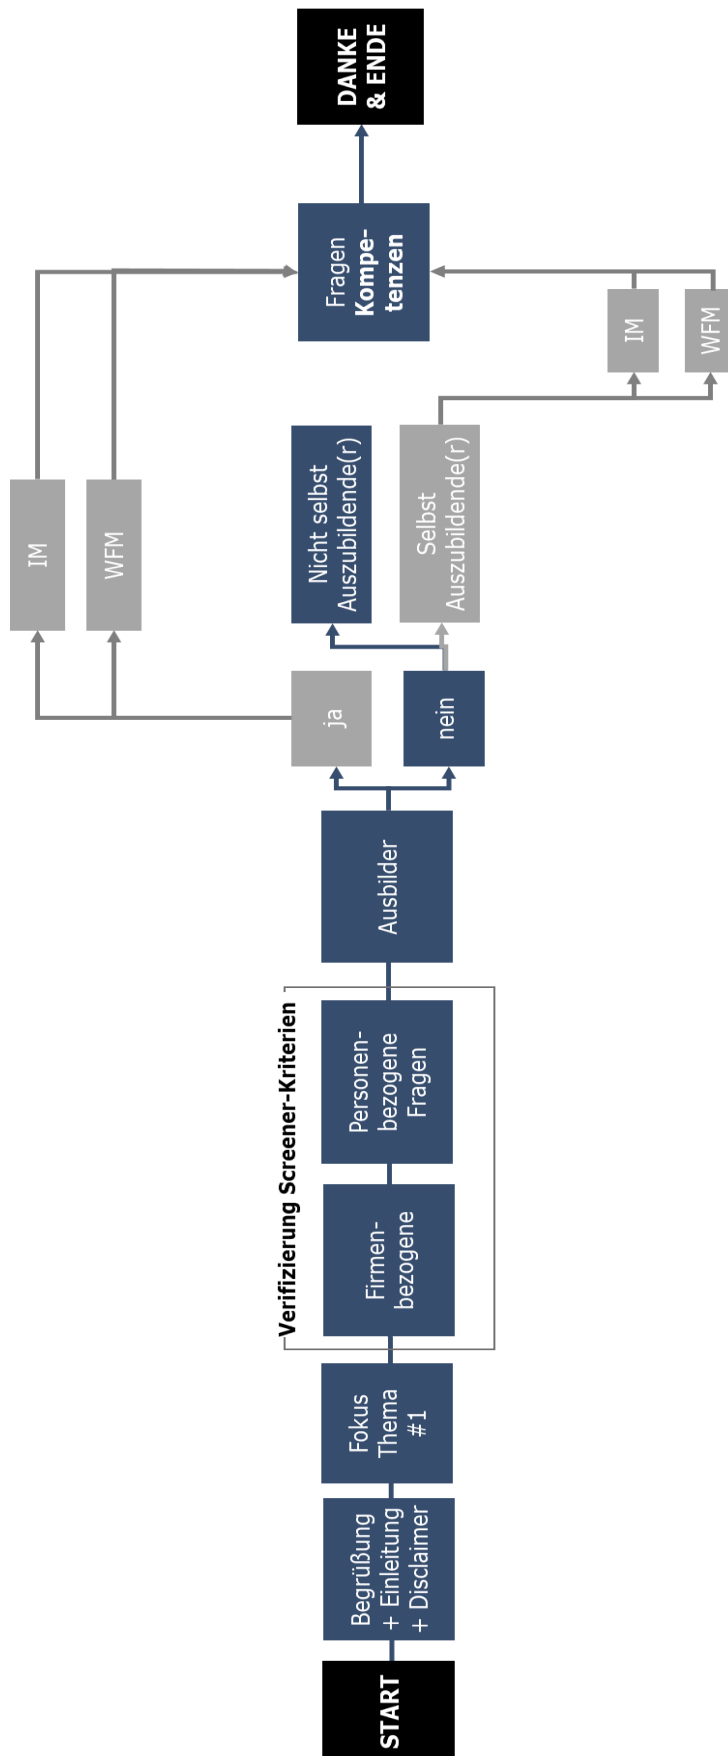 START
Begrüßung
+ Einleitung
+ Disclaimer
Fokus
Thema
#1
Verifizierung Screener-Kriterien
Firmen-
bezogene
Personen-
bezogene
Fragen
Ausbilder
ja
nein
IM
WFM
Nicht selbst
Auszubildende(r)
Selbst
Auszubildende(r)
IM
WFM
Fragen
Kompe-
tenzen
DANKE
& ENDE